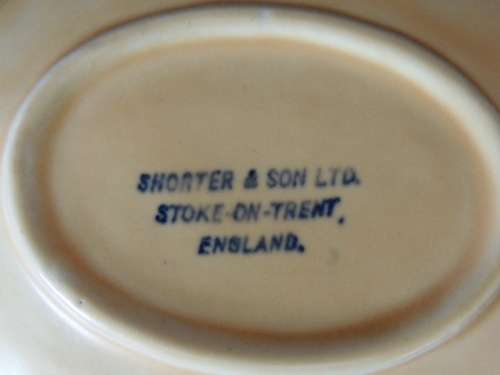 SHORTER & SON LTD.
STOKE-ON-TRENT,
ENGLAND.